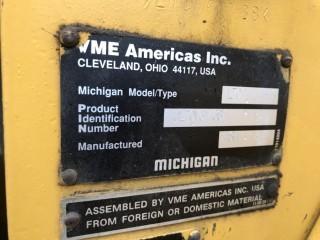 VME Americas Inc.
CLEVELAND, OHIO 44117, USA
Michigan Model/Type
Product
Identification
Number
Manufactured
MICHIGAN
ASSEMBLED BY VME AMERICAS INC. USA
FROM FOREIGN OR DOMESTIC MATERIAL